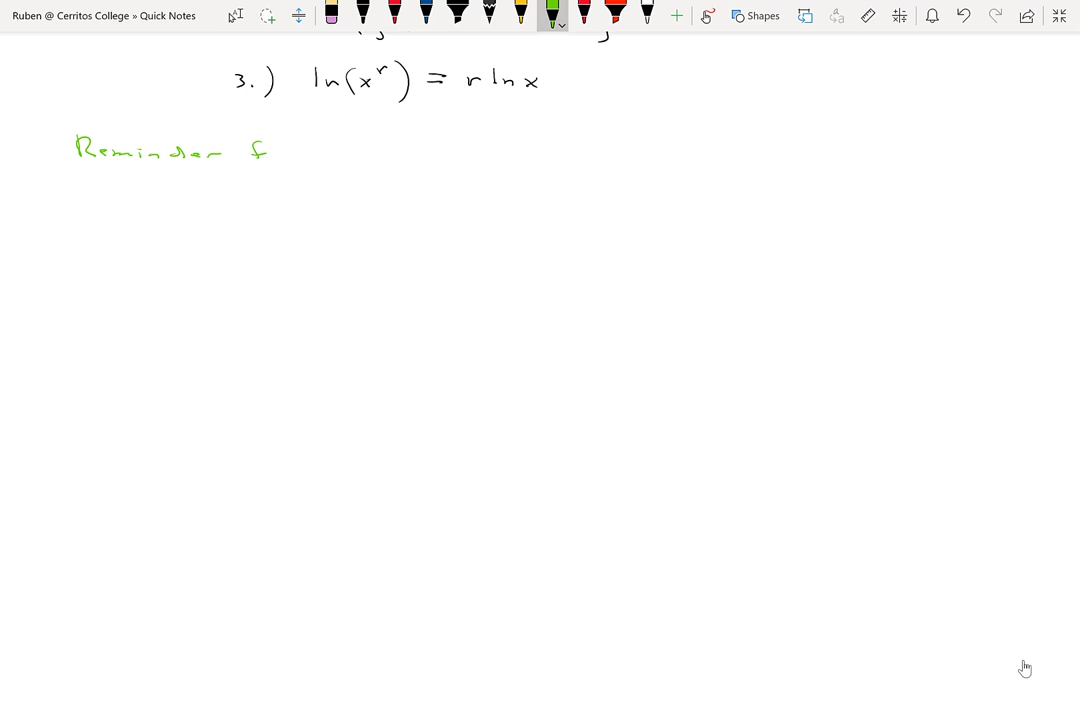 Ruben @ Cerritos College » Quick Notes
Shapes
3.) ln(x^r) = r ln x
Reminder f